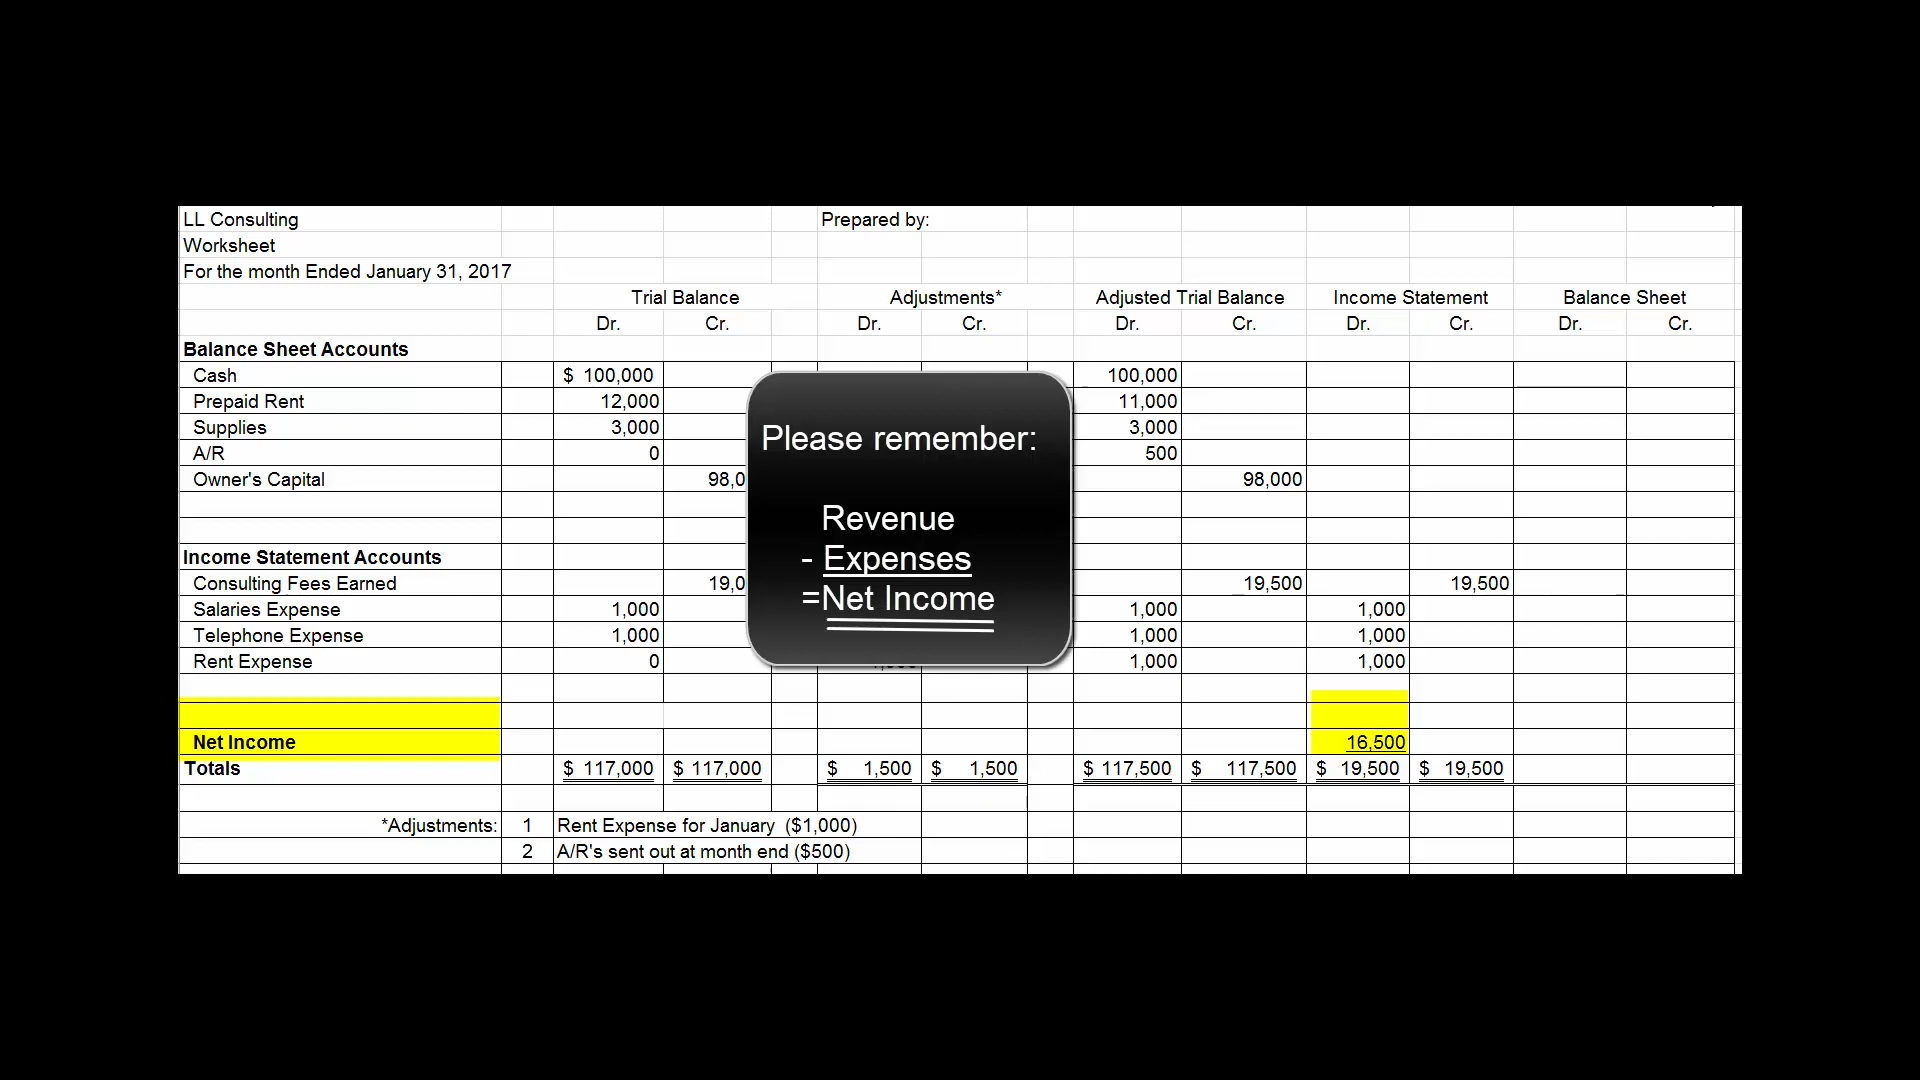 LL Consulting Prepared by:
Worksheet
For the month Ended January 31, 2017
Trial Balance Adjustments* Adjusted Trial Balance Income Statement Balance Sheet
Dr. Cr. Dr. Cr. Dr. Cr. Dr. Cr. Dr. Cr.
Balance Sheet Accounts
Cash $ 100,000 100,000
Prepaid Rent 12,000 11,000
Supplies 3,000 3,000
A/R 0 500
Owner's Capital 98,0 98,000
Please remember:
Revenue
- Expenses
=Net Income
Income Statement Accounts
Consulting Fees Earned 19,0 19,500 19,500
Salaries Expense 1,000 1,000 1,000
Telephone Expense 1,000 1,000 1,000
Rent Expense 0 1,000 1,000
Net Income 16,500
Totals $ 117,000 $ 117,000 $ 1,500 $ 1,500 $ 117,500 $ 117,500 $ 19,500 $ 19,500
*Adjustments: 1 Rent Expense for January ($1,000)
2 A/R's sent out at month end ($500)